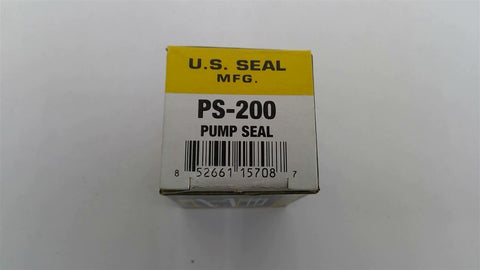 U.S. SEAL
MFG.
PS-200
PUMP SEAL
8 52661 15708 7